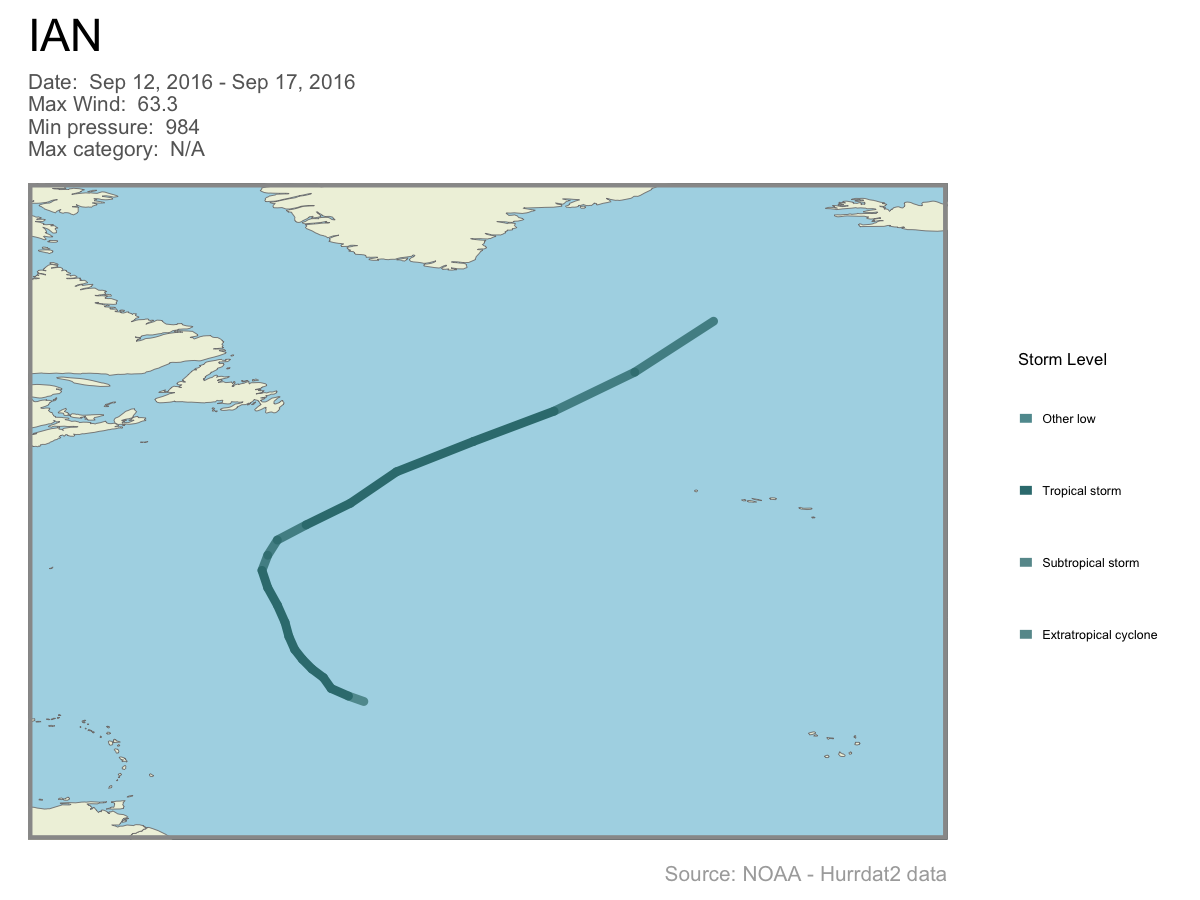 IAN
Date:  Sep 12, 2016 - Sep 17, 2016
Max Wind:  63.3
Min pressure:  984
Max category:  N/A
Storm Level
Other low
Tropical storm
Subtropical storm
Extratropical cyclone
Source: NOAA - Hurrdat2 data